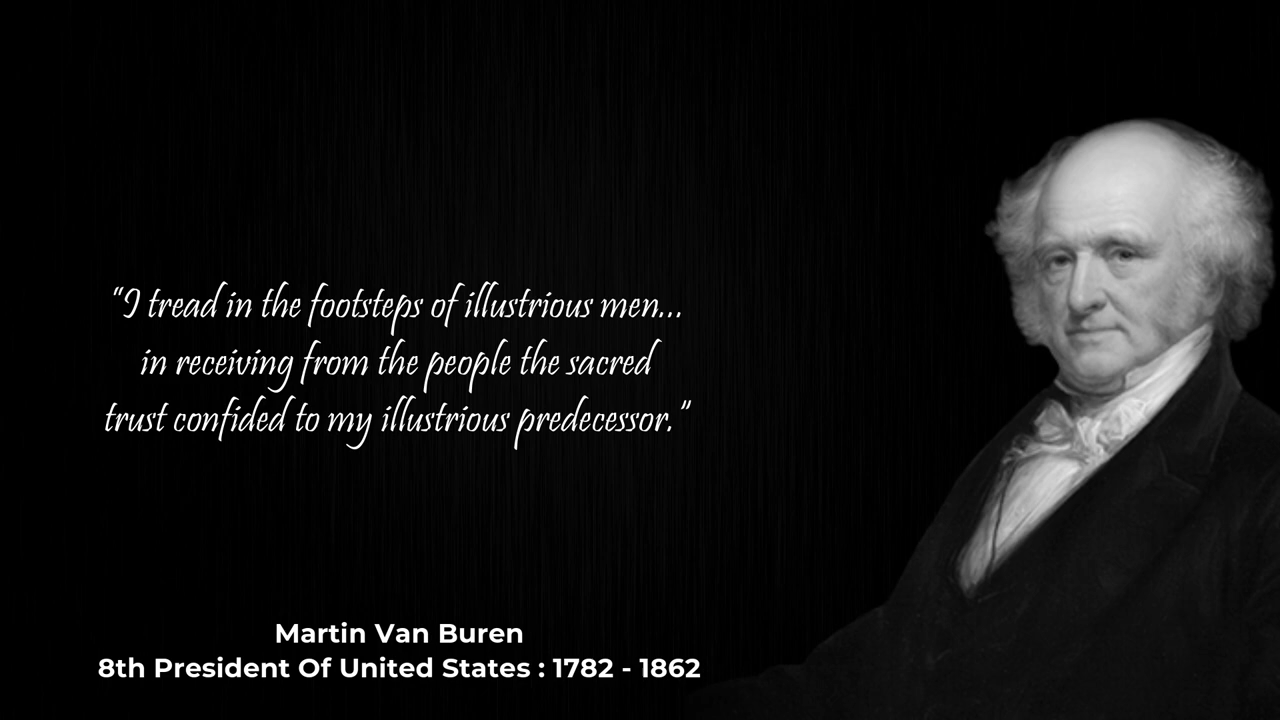 “I tread in the footsteps of illustrious men...
in receiving from the people the sacred
trust confided to my illustrious predecessor.”
Martin Van Buren
8th President Of United States : 1782 - 1862